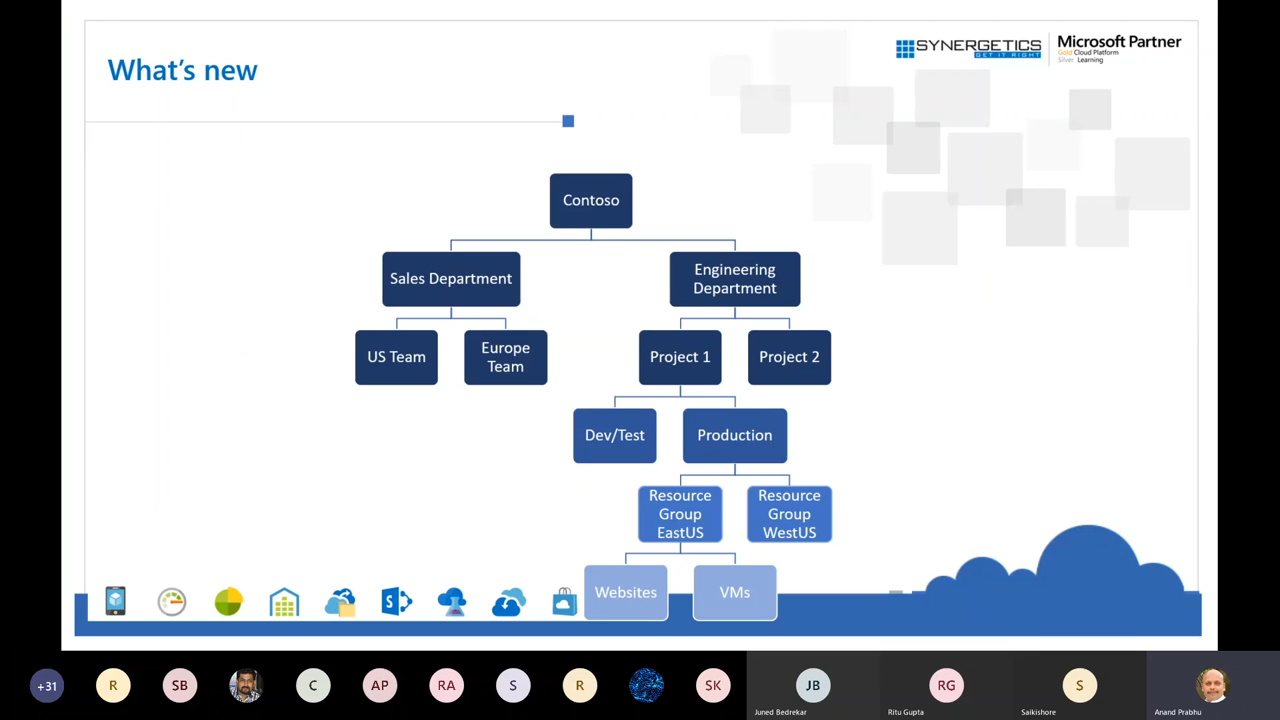 What's new
SYNERGETICS
GET IT RIGHT
Microsoft Partner
Gold Cloud Platform
Silver Learning
Contoso
Sales Department
Engineering
Department
US Team
Europe
Team
Project 1
Project 2
Dev/Test
Production
Resource
Group
EastUS
Resource
Group
WestUS
Websites
VMs
S
+31
R
SB
C
AP
RA
S
R
SK
JB
Juned Bedrekar
RG
Ritu Gupta
S
Saikishore
Anand Prabhu